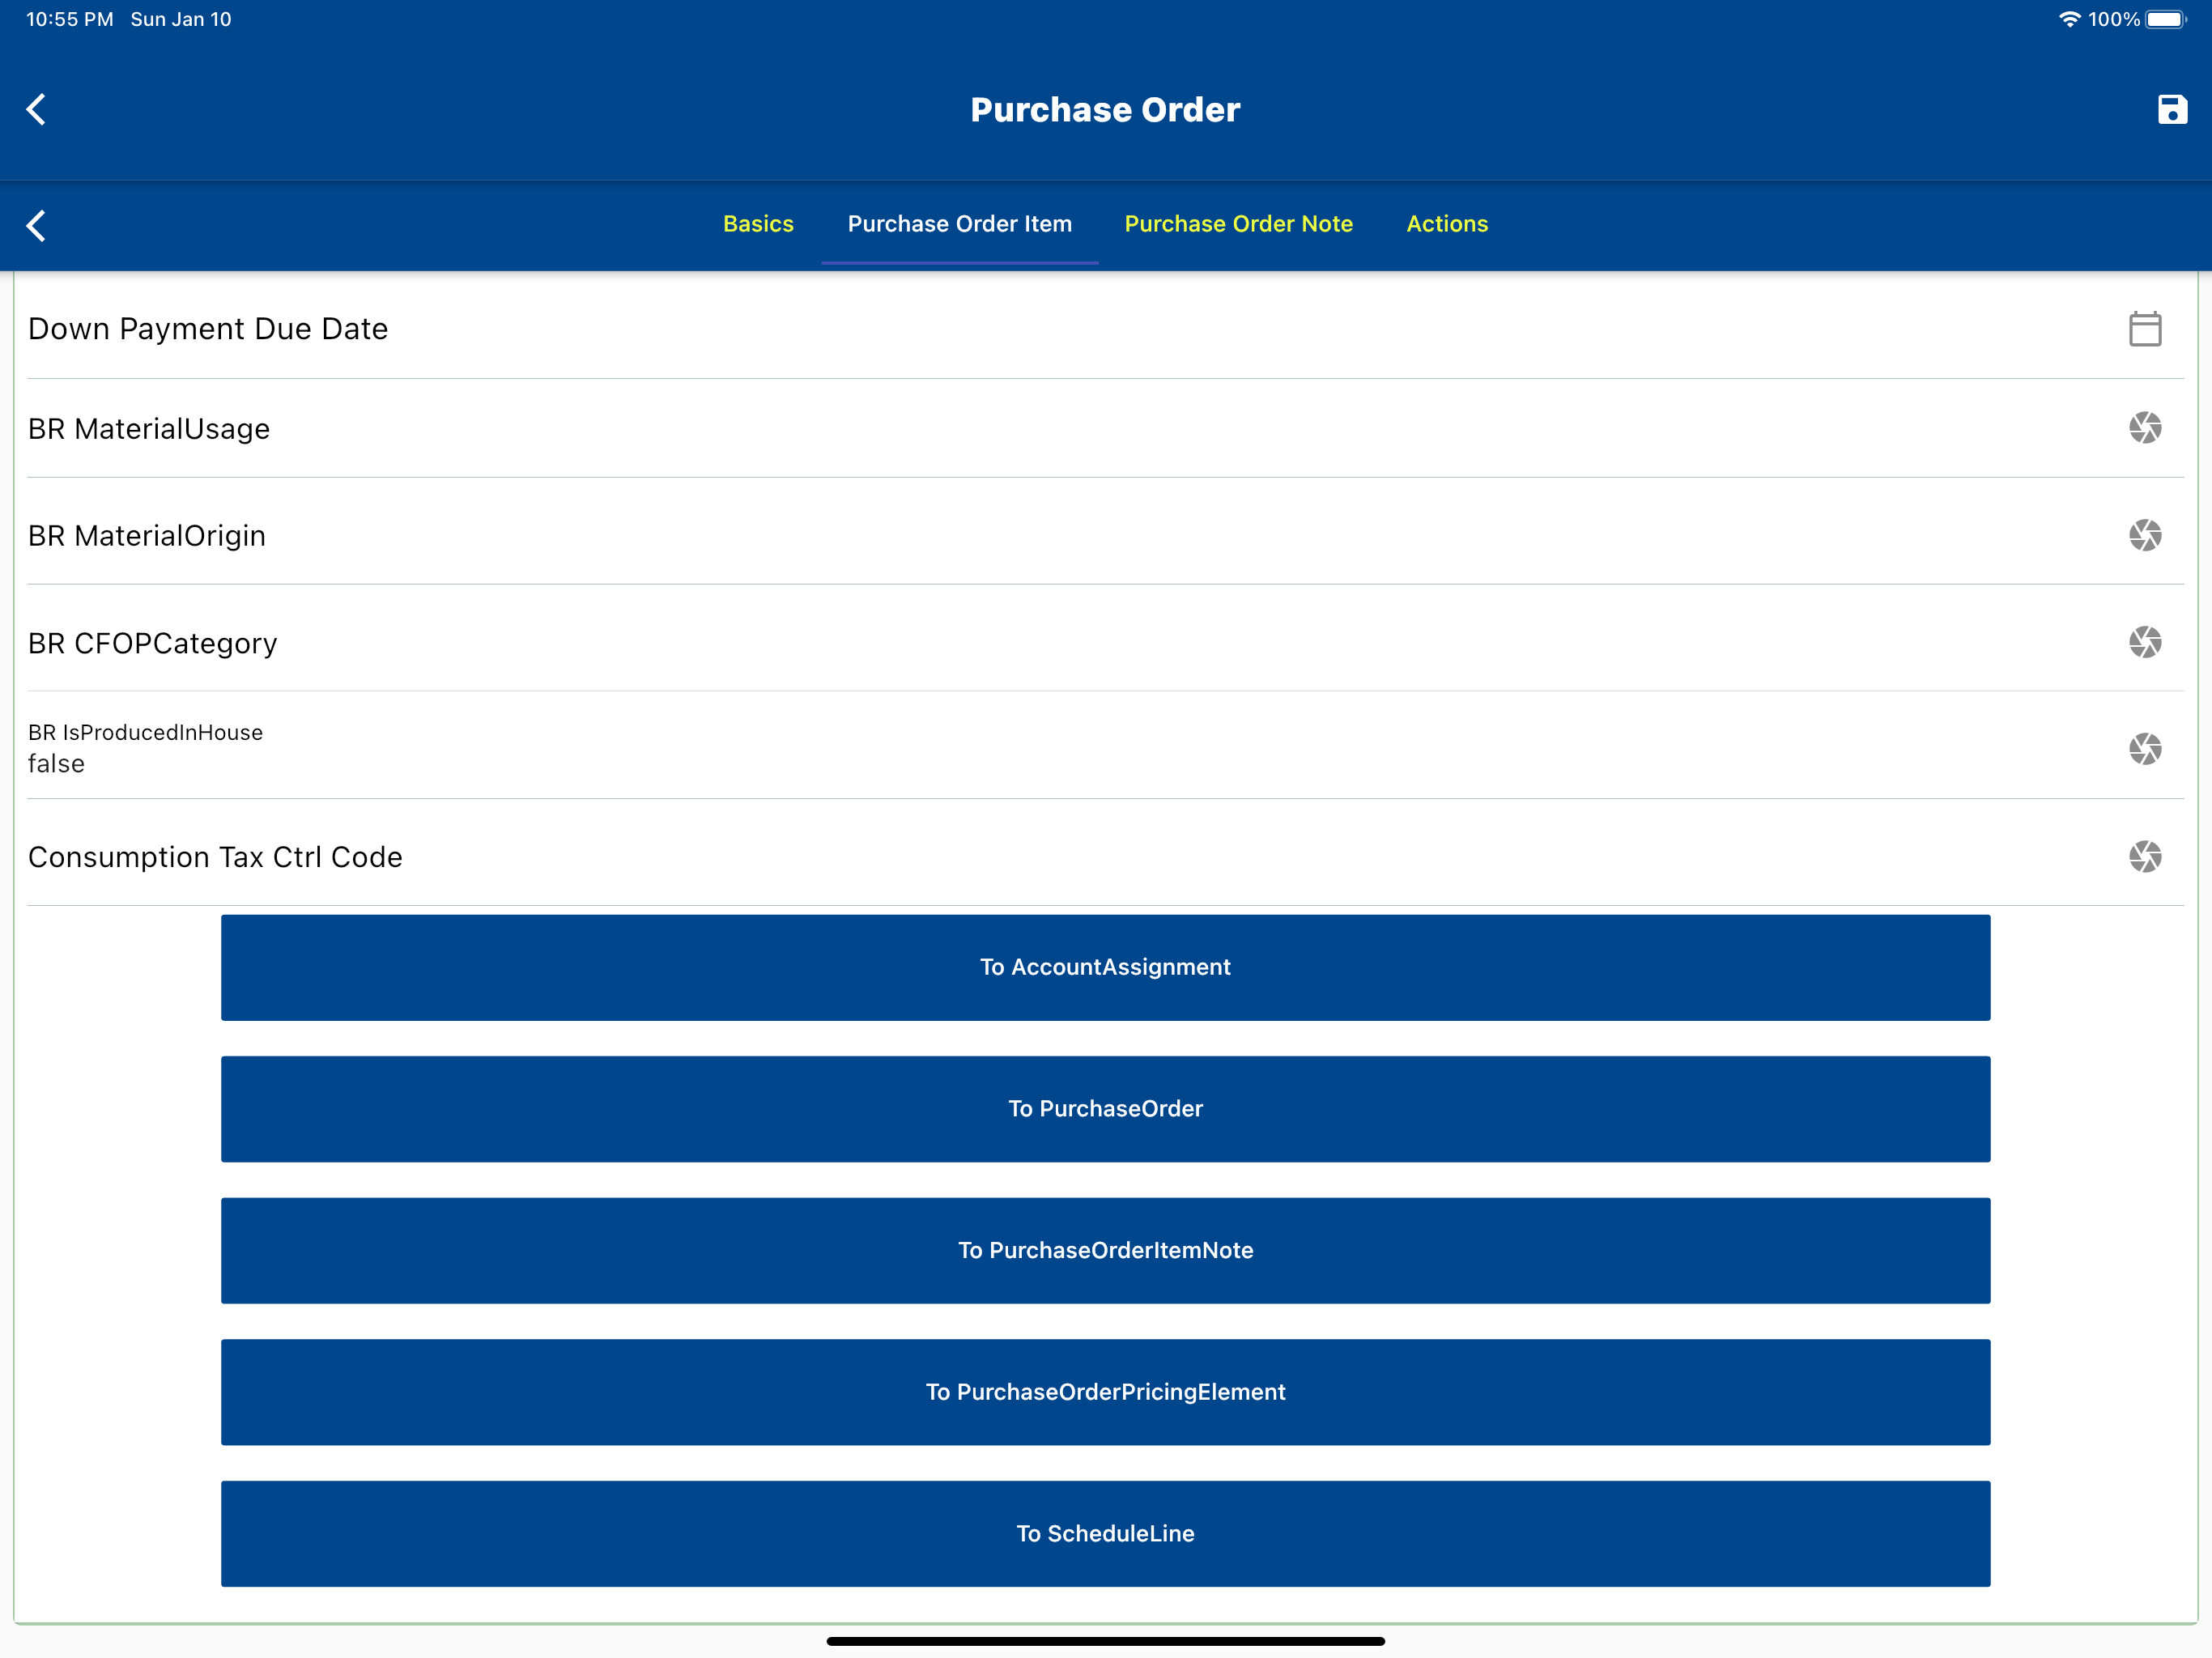 10:55 PM Sun Jan 10
100%
Purchase Order
Basics
Purchase Order Item
Purchase Order Note
Actions
Down Payment Due Date
BR MaterialUsage
BR MaterialOrigin
BR CFOPCategory
BR IsProducedInHouse
false
Consumption Tax Ctrl Code
To AccountAssignment
To PurchaseOrder
To PurchaseOrderItemNote
To PurchaseOrderPricingElement
To ScheduleLine